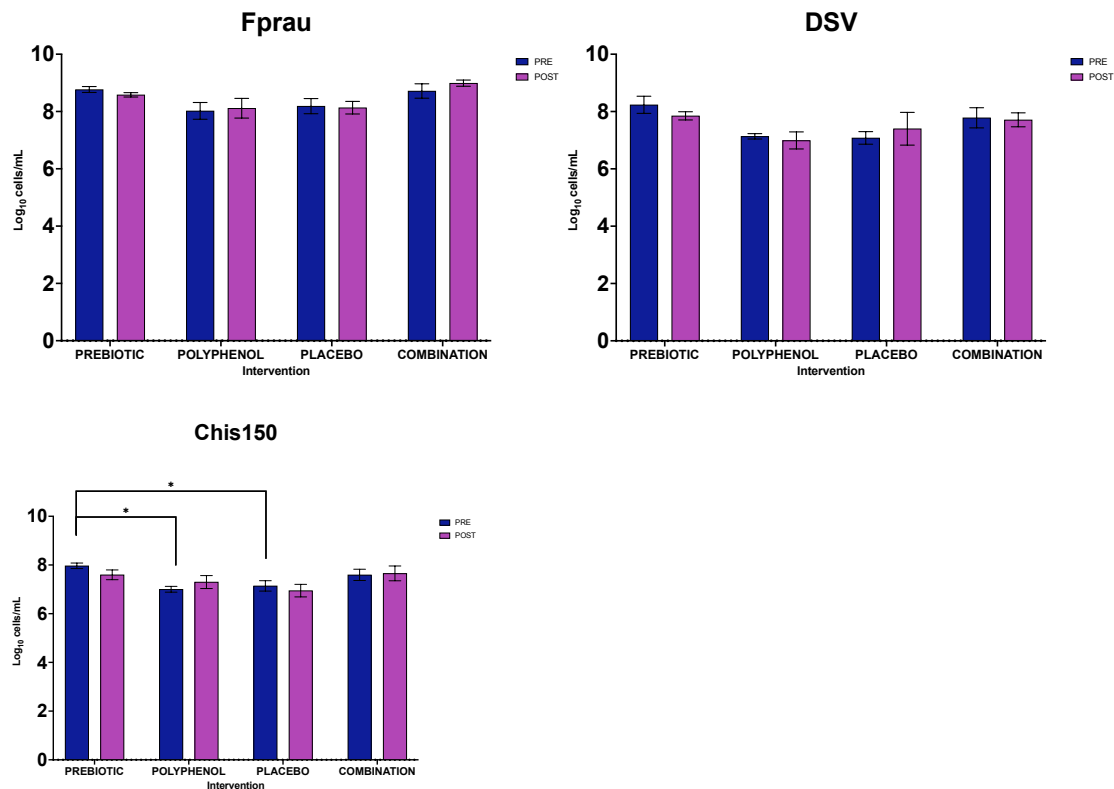 Fprau
10
8
6
4
2
0
Log10 cells/mL
PRE
POST
PREBIOTIC POLYPHENOL PLACEBO COMBINATION
Intervention
DSV
10
8
6
4
2
0
Log10 cells/mL
PRE
POST
PREBIOTIC POLYPHENOL PLACEBO COMBINATION
Intervention
Chis150
*
*
10
8
6
4
2
0
Log10 cells/mL
PRE
POST
PREBIOTIC POLYPHENOL PLACEBO COMBINATION
Intervention